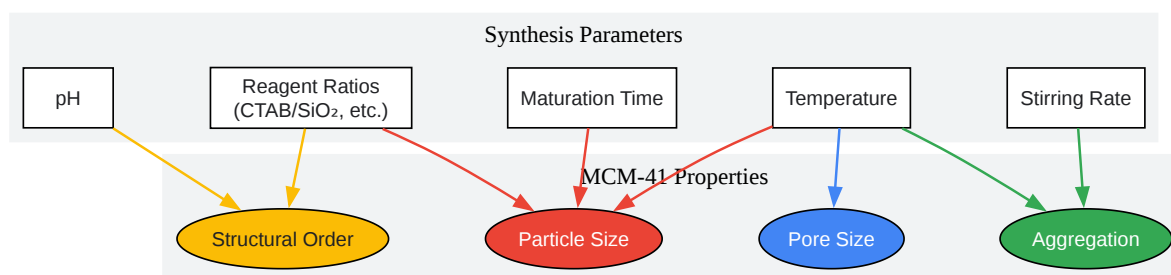 Synthesis Parameters
pH
Reagent Ratios
(CTAB/SiO₂, etc.)
Maturation Time
Temperature
Stirring Rate
MCM-41 Properties
Structural Order
Particle Size
Pore Size
Aggregation